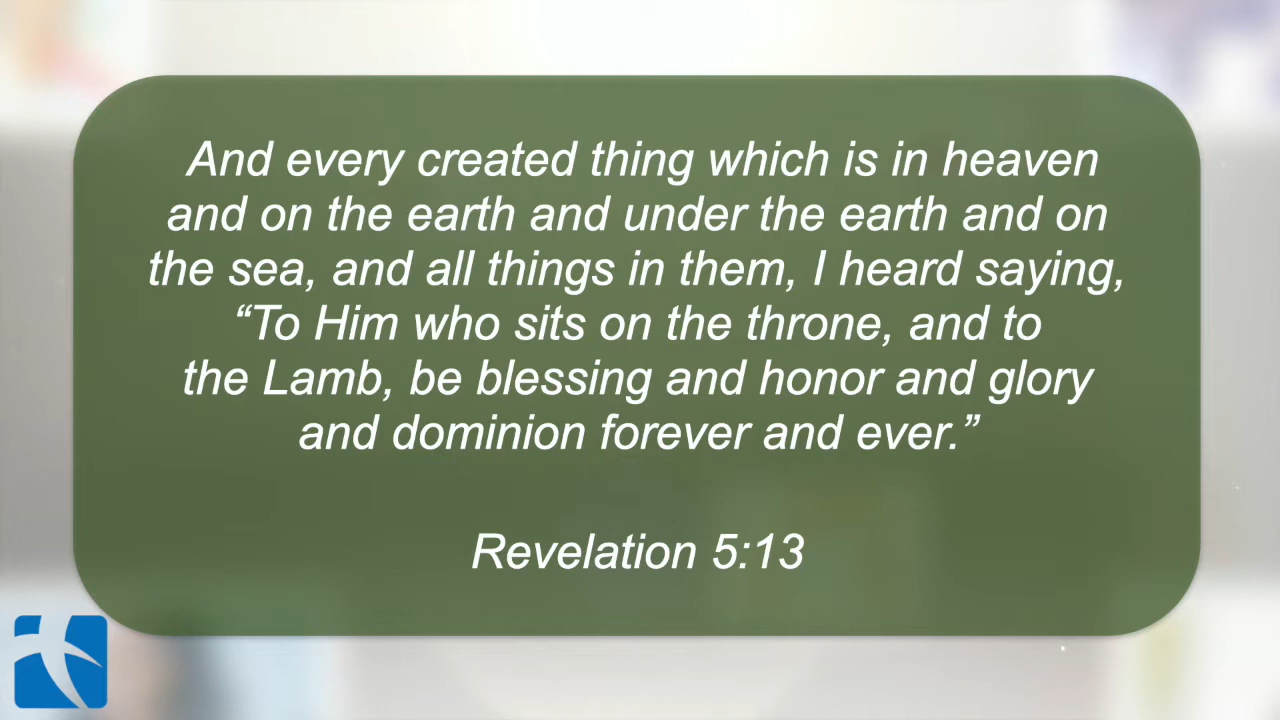 And every created thing which is in heaven
and on the earth and under the earth and on
the sea, and all things in them, I heard saying,
“To Him who sits on the throne, and to
the Lamb, be blessing and honor and glory
and dominion forever and ever.”
Revelation 5:13